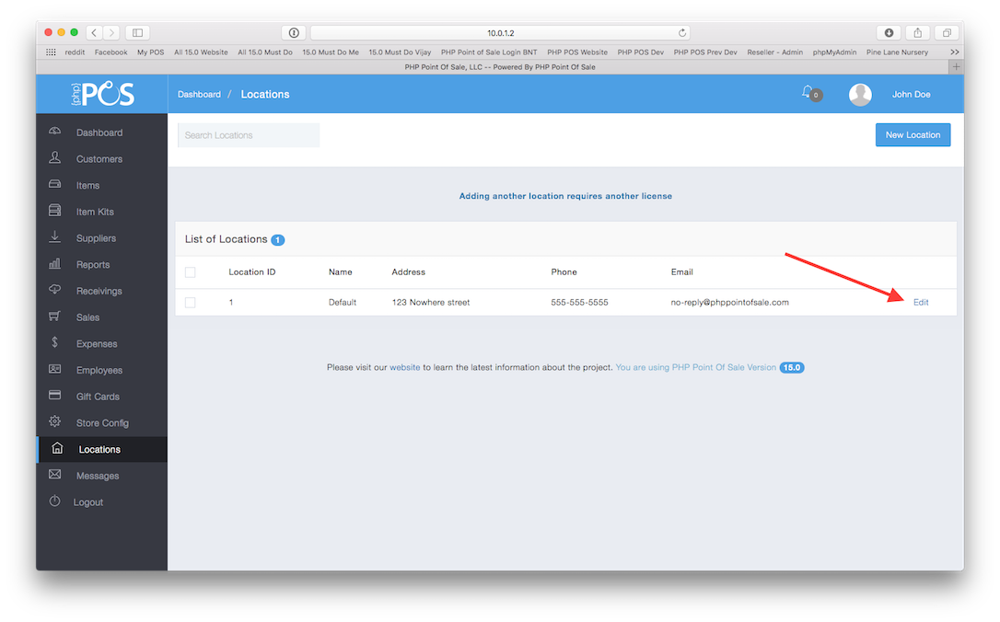 10.0.1.2
reddit Facebook My POS All 15.0 Website All 15.0 Must Do 15.0 Must Do Me 15.0 Must Do Vijay PHP Point of Sale Login BNT PHP POS Website PHP POS Dev PHP POS Prev Dev Reseller - Admin phpMyAdmin Pine Lane Nursery >>
PHP Point Of Sale, LLC -- Powered By PHP Point Of Sale +
{php} POS
Dashboard / Locations
0
John Doe
Dashboard
Customers
Items
Item Kits
Suppliers
Reports
Receivings
Sales
Expenses
Employees
Gift Cards
Store Config
Locations
Messages
Logout
Search Locations
New Location
Adding another location requires another license
List of Locations 1
Location ID Name Address Phone Email
1 Default 123 Nowhere street 555-555-5555 no-reply@phppointofsale.com Edit
Please visit our website to learn the latest information about the project. You are using PHP Point Of Sale Version 15.0